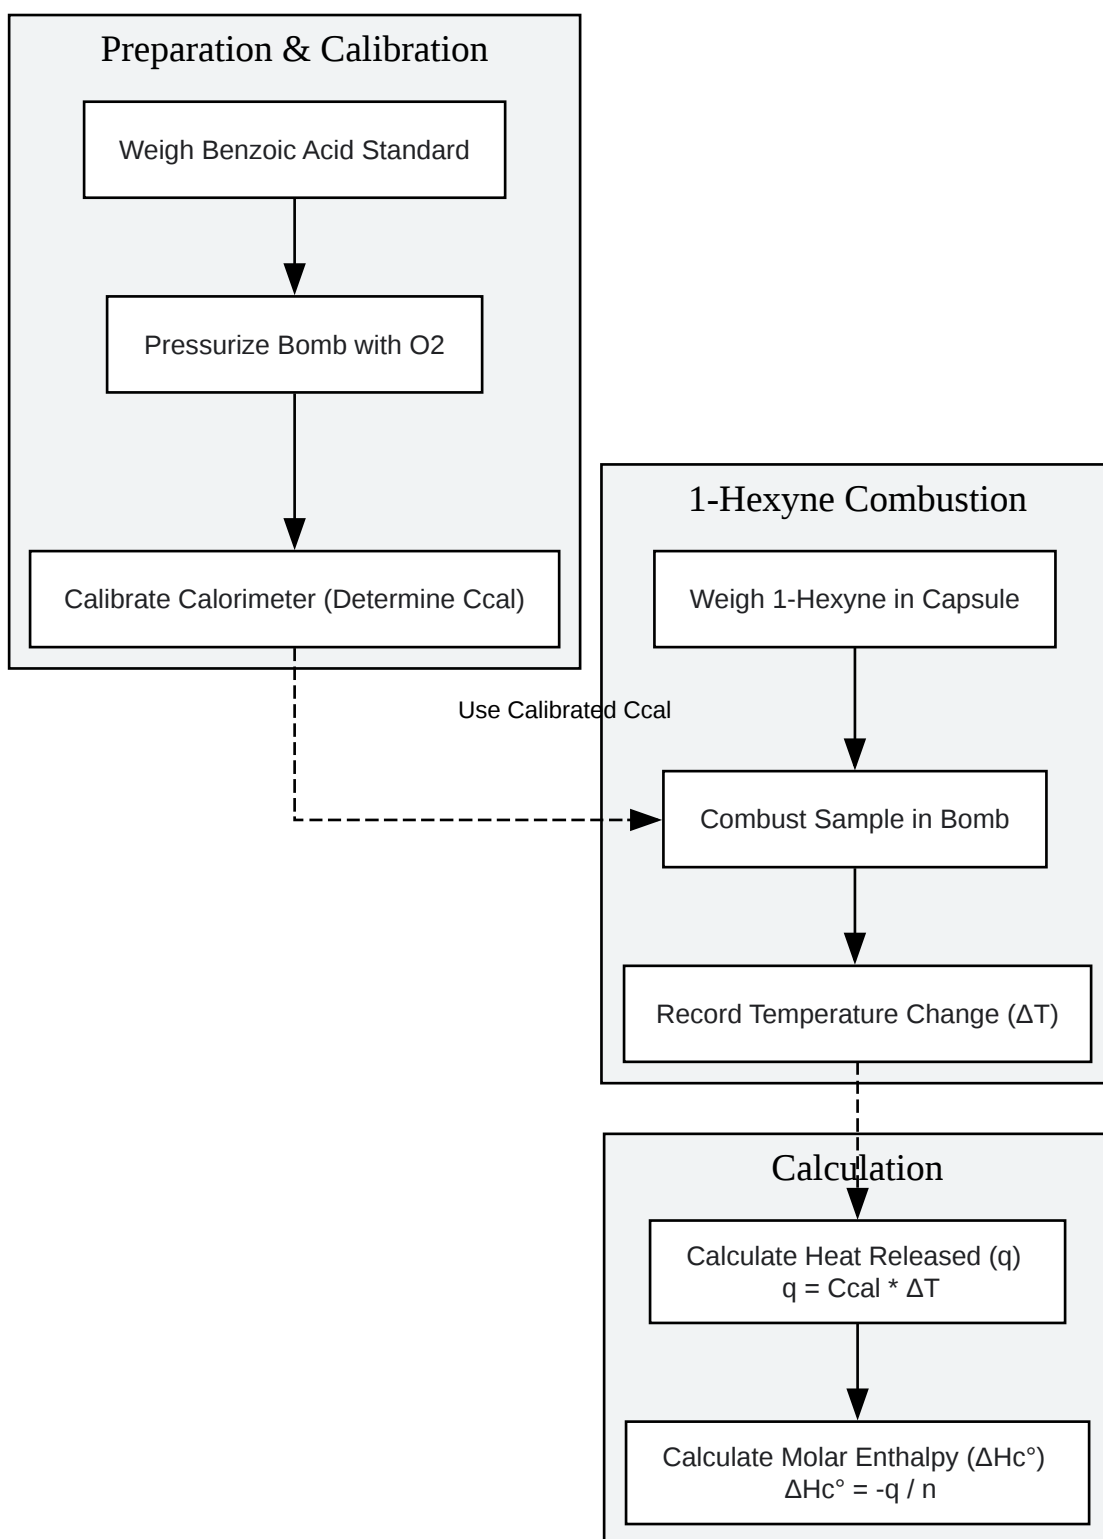 Preparation & Calibration
Weigh Benzoic Acid Standard
Pressurize Bomb with O2
Calibrate Calorimeter (Determine Ccal)
Use Calibrated Ccal
1-Hexyne Combustion
Weigh 1-Hexyne in Capsule
Combust Sample in Bomb
Record Temperature Change (ΔT)
Calculation
Calculate Heat Released (q)
q = Ccal * ΔT
Calculate Molar Enthalpy (ΔHc°)
ΔHc° = -q / n